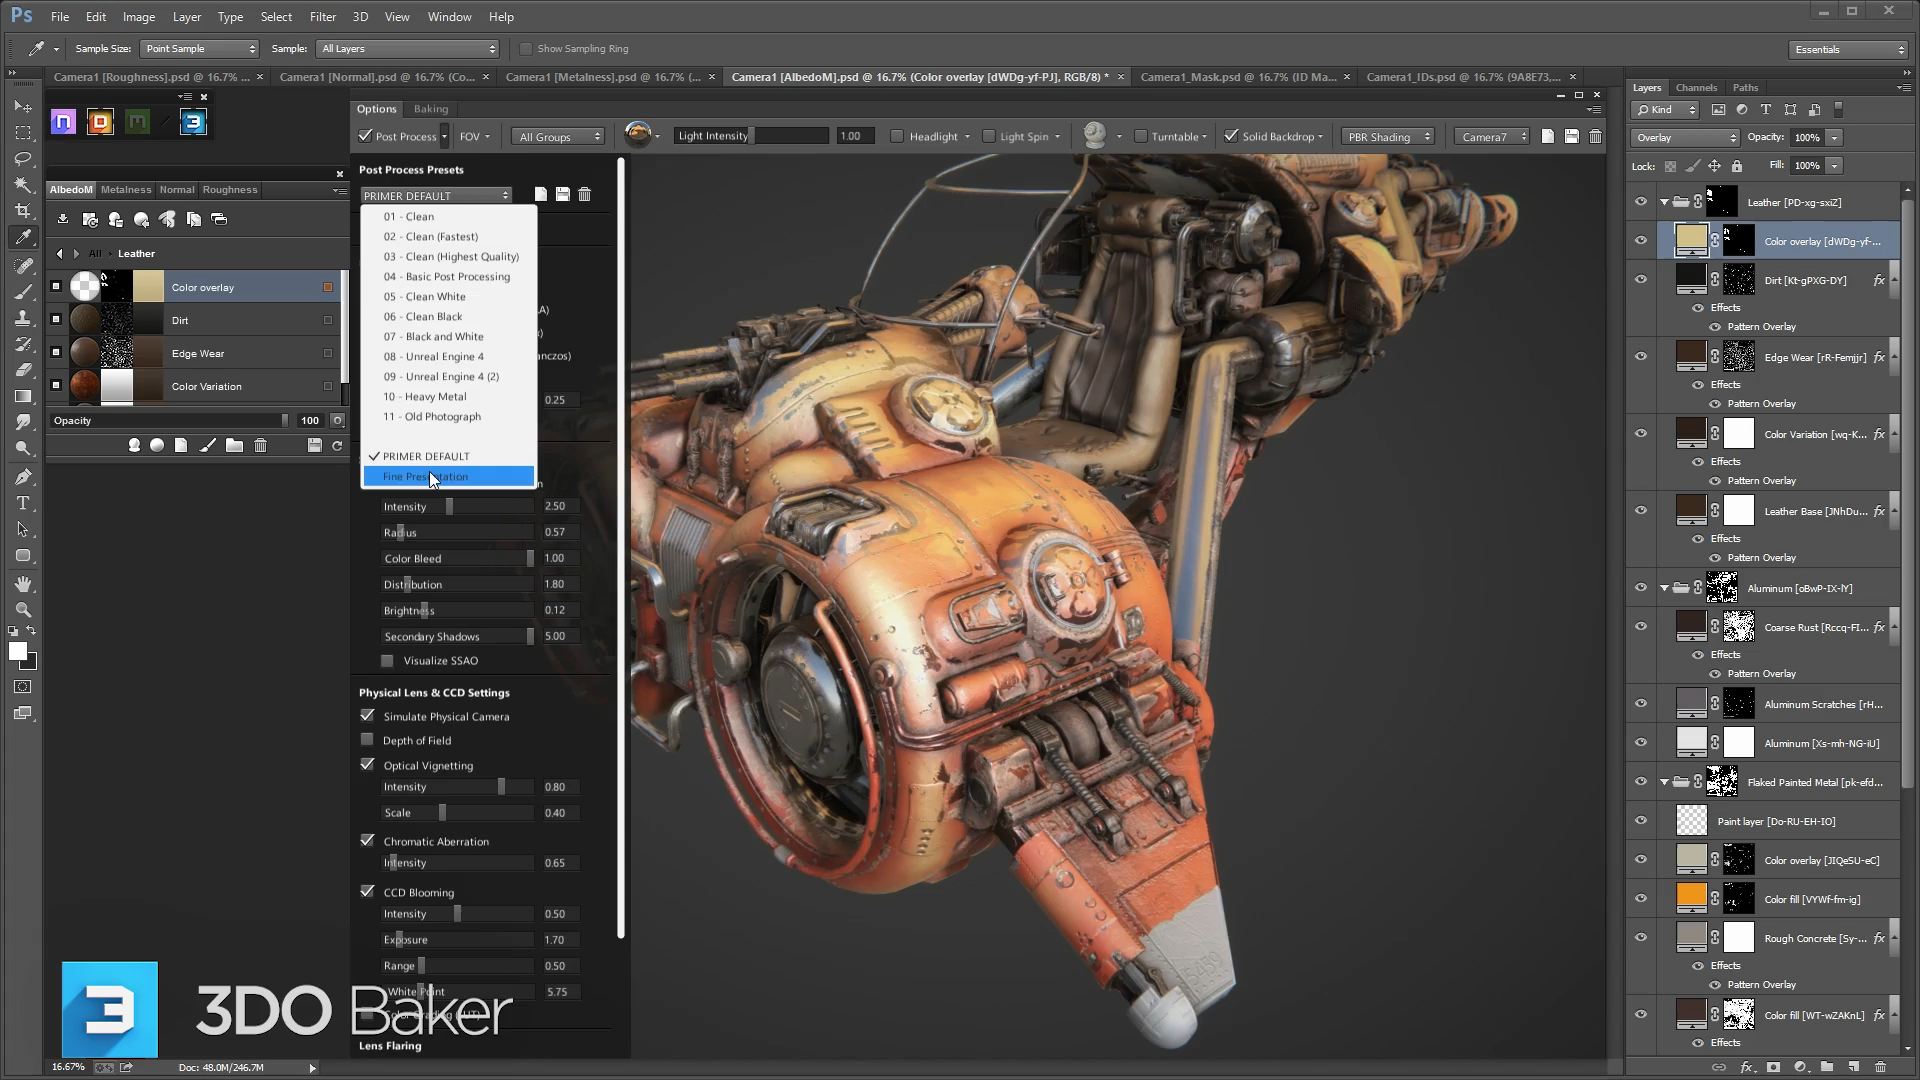 Ps File Edit Image Layer Type Select Filter 3D View Window Help
Sample Size: Point Sample Sample: All Layers Show Sampling Ring Essentials
Camera1 [Roughness].psd @ 16.7% ... × Camera1 [Normal].psd @ 16.7% (Co... × Camera1 [Metalness].psd @ 16.7% (... × Camera1 [AlbedoM].psd @ 16.7% (Color overlay [dWDg-yf-PJ], RGB/8) * × Camera1_Mask.psd @ 16.7% (ID Ma... × Camera1_IDs.psd @ 16.7% (9A8E73,... ×
Options Baking
Post Process FOV All Groups Light Intensity 1.00 Headlight Light Spin Turntable Solid Backdrop PBR Shading Camera7
AlbedoM Metalness Normal Roughness
All Leather
Color overlay
Dirt
Edge Wear
Color Variation
Opacity 100
Post Process Presets
PRIMER DEFAULT
01 - Clean
02 - Clean (Fastest)
03 - Clean (Highest Quality)
04 - Basic Post Processing
05 - Clean White
06 - Clean Black
07 - Black and White
08 - Unreal Engine 4
09 - Unreal Engine 4 (2)
10 - Heavy Metal
11 - Old Photograph
PRIMER DEFAULT
Fine Presentation
0.25
Intensity 2.50
Radius 0.57
Color Bleed 1.00
Distribution 1.80
Brightness 0.12
Secondary Shadows 5.00
Visualize SSAO
Physical Lens & CCD Settings
Simulate Physical Camera
Depth of Field
Optical Vignetting
Intensity 0.80
Scale 0.40
Chromatic Aberration
Intensity 0.65
CCD Blooming
Intensity 0.50
Exposure 1.70
Range 0.50
White Point 5.75
Lens Flaring
3 3DO Baker
16.67% Doc: 48.0M/246.7M
Layers Channels Paths
Kind
Overlay Opacity: 100%
Lock: Fill: 100%
Leather [PD-xg-sxiZ]
Color overlay [dWDg-yf-...
Dirt [Kt-gPXG-DY] fx
Effects
Pattern Overlay
Edge Wear [rR-Femjjr] fx
Effects
Pattern Overlay
Color Variation [wq-K... fx
Effects
Pattern Overlay
Leather Base [JNhDu... fx
Effects
Pattern Overlay
Aluminum [oBwP-IX-lY]
Coarse Rust [Rccq-FI... fx
Effects
Pattern Overlay
Aluminum Scratches [rH...
Aluminum [Xs-mh-NG-iU]
Flaked Painted Metal [pk-efd...
Paint layer [Do-RU-EH-IO]
Color overlay [JIQeSU-eC]
Color fill [VYWf-fm-ig]
Rough Concrete [Sy-... fx
Effects
Pattern Overlay
Color fill [WT-wZAKnL] fx
Effects